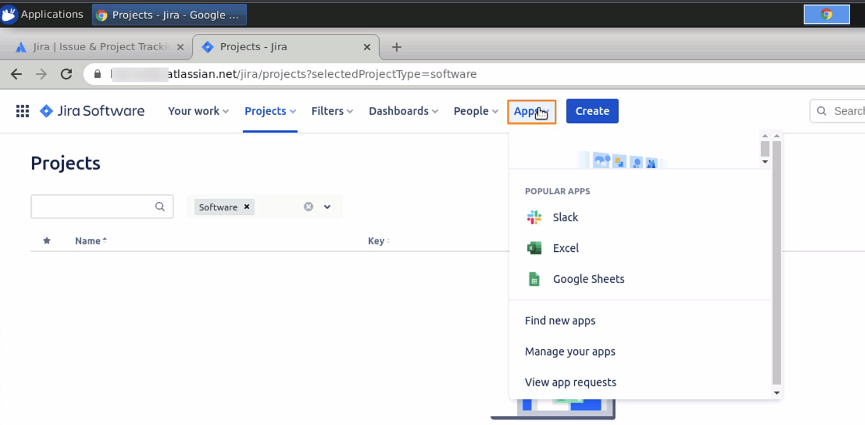 Applications
Projects - Jira - Google ...
Jira | Issue & Project Tracki
Projects - Jira
atlassian.net/jira/projects?selectedProjectType=software
Jira Software
Your work
Projects
Filters
Dashboards
People
Apps
Create
Search
Projects
Software
Name
Key
POPULAR APPS
Slack
Excel
Google Sheets
Find new apps
Manage your apps
View app requests